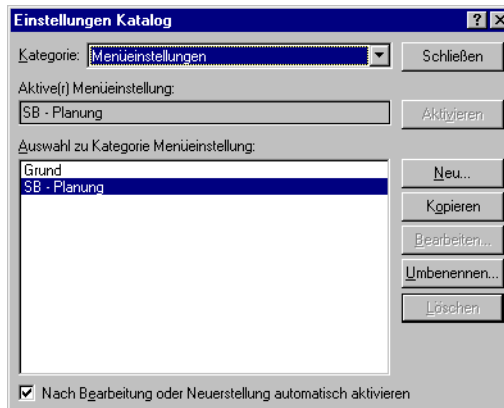 Einstellungen Katalog
Kategorie: Menüeinstellungen
Schließen
Aktive(r) Menüeinstellung:
SB - Planung
Aktivieren
Auswahl zu Kategorie Menüeinstellung:
Grund
SB - Planung
Neu...
Kopieren
Bearbeiten...
Umbenennen...
Löschen
Nach Bearbeitung oder Neuerstellung automatisch aktivieren